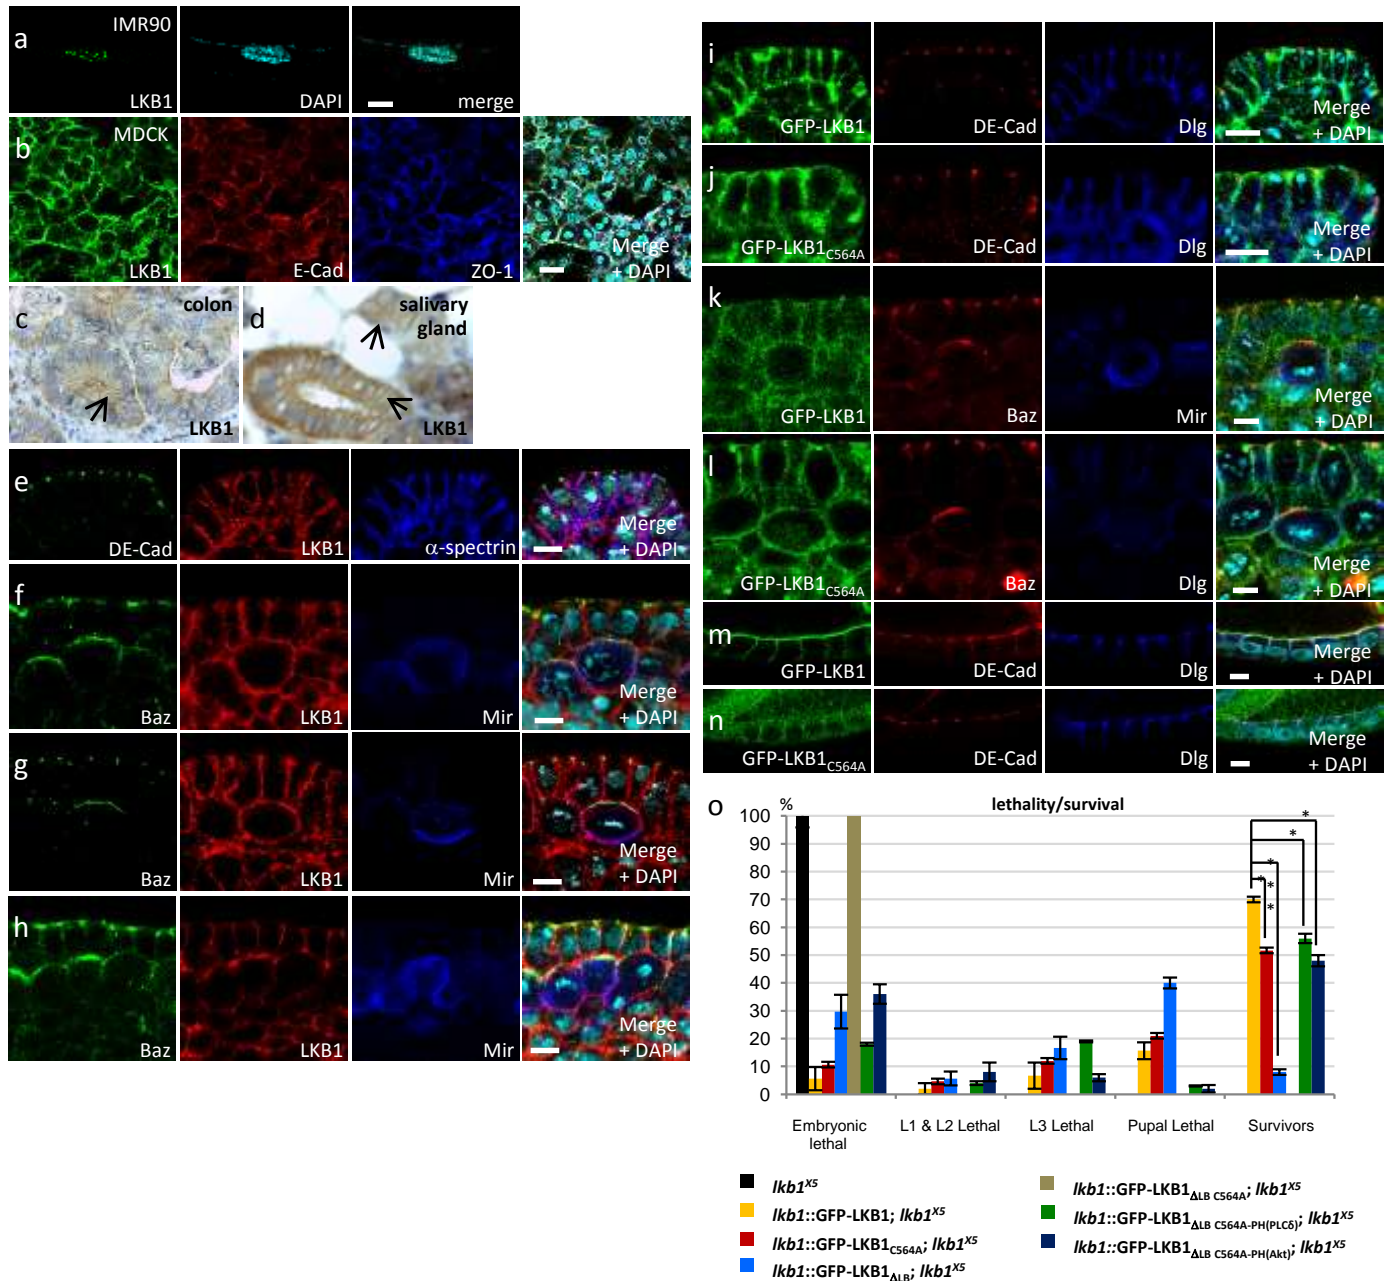 a
IMR90
LKB1
DAPI
merge
b
MDCK
LKB1
E-Cad
ZO-1
Merge
+ DAPI
c
colon
LKB1
d
salivary
gland
LKB1
e
DE-Cad
LKB1
α-spectrin
Merge
+ DAPI
f
Baz
LKB1
Mir
Merge
+ DAPI
g
Baz
LKB1
Mir
Merge
+ DAPI
h
Baz
LKB1
Mir
Merge
+ DAPI
i
GFP-LKB1
DE-Cad
Dlg
Merge
+ DAPI
j
GFP-LKB1C564A
DE-Cad
Dlg
Merge
+ DAPI
k
GFP-LKB1
Baz
Mir
Merge
+ DAPI
l
GFP-LKB1C564A
Baz
Dlg
Merge
+ DAPI
m
GFP-LKB1
DE-Cad
Dlg
Merge
+ DAPI
n
GFP-LKB1C564A
DE-Cad
Dlg
Merge
+ DAPI
o
%
lethality/survival
100
90
80
70
60
50
40
30
20
10
0
*
*
*
*
*
*
Embryonic
lethal
L1 & L2 Lethal
L3 Lethal
Pupal Lethal
Survivors
lkb1X5
lkb1::GFP-LKB1; lkb1X5
lkb1::GFP-LKB1C564A; lkb1X5
lkb1::GFP-LKB1ΔLB; lkb1X5
lkb1::GFP-LKB1ΔLB C564A; lkb1X5
lkb1::GFP-LKB1ΔLB C564A-PH(PLCδ); lkb1X5
lkb1::GFP-LKB1ΔLB C564A-PH(Akt); lkb1X5